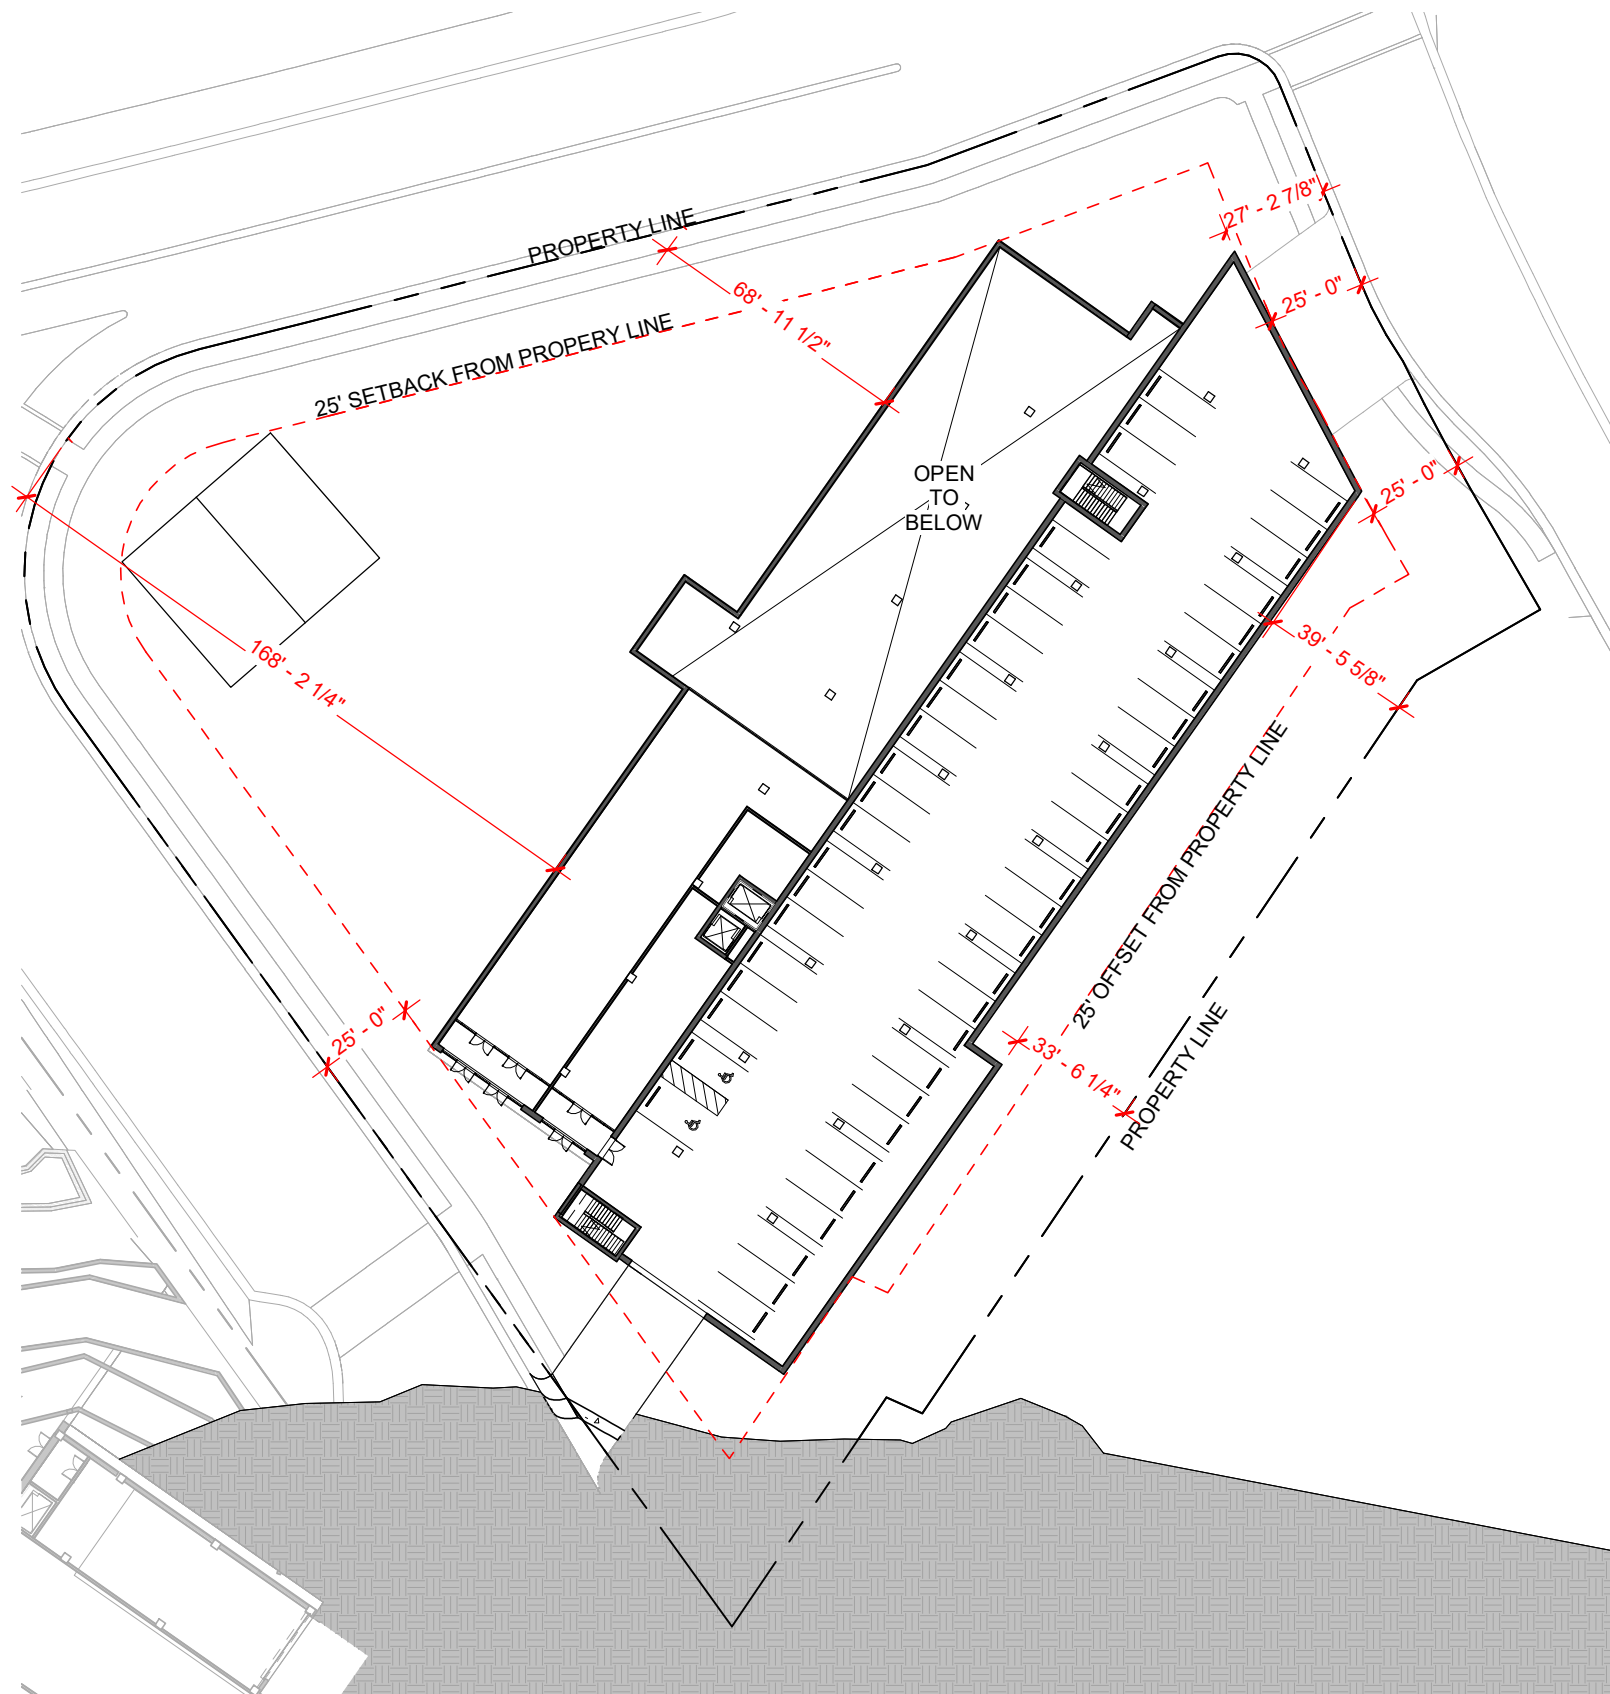 27' - 2 7/8"
PROPERTY LINE
25' - 0"
68' - 11 1/2"
25' SETBACK FROM PROPERY LINE
OPEN
TO
BELOW
25' - 0"
168' - 2 1/4"
39' - 5 5/8"
25' OFFSET FROM PROPERTY LINE
25' - 0"
33' - 6 1/4"
PROPERTY LINE